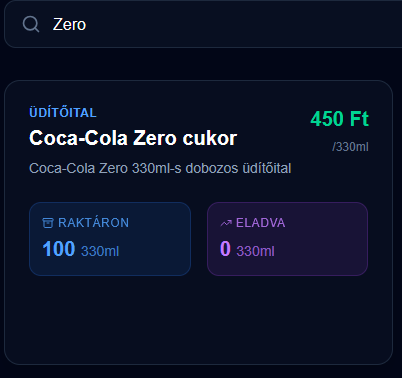 Zero
ÜDÍTŐITAL
450 Ft
Coca-Cola Zero cukor
/330ml
Coca-Cola Zero 330ml-s dobozos üdítőital
RAKTÁRON
100 330ml
ELADVA
0 330ml